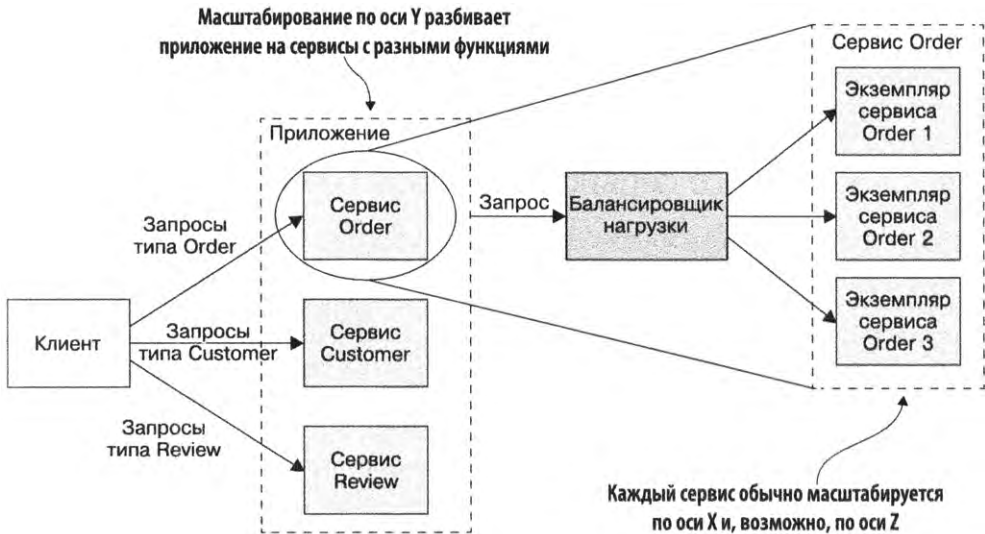 Масштабирование по оси Y разбивает
приложение на сервисы с разными функциями
Приложение
Клиент
Запросы
типа Order
Запросы
типа Customer
Запросы
типа Review
Сервис
Order
Сервис
Customer
Сервис
Review
Запрос
Балансировщик
нагрузки
Сервис Order
Экземпляр
сервиса
Order 1
Экземпляр
сервиса
Order 2
Экземпляр
сервиса
Order 3
Каждый сервис обычно масштабируется
по оси X и, возможно, по оси Z